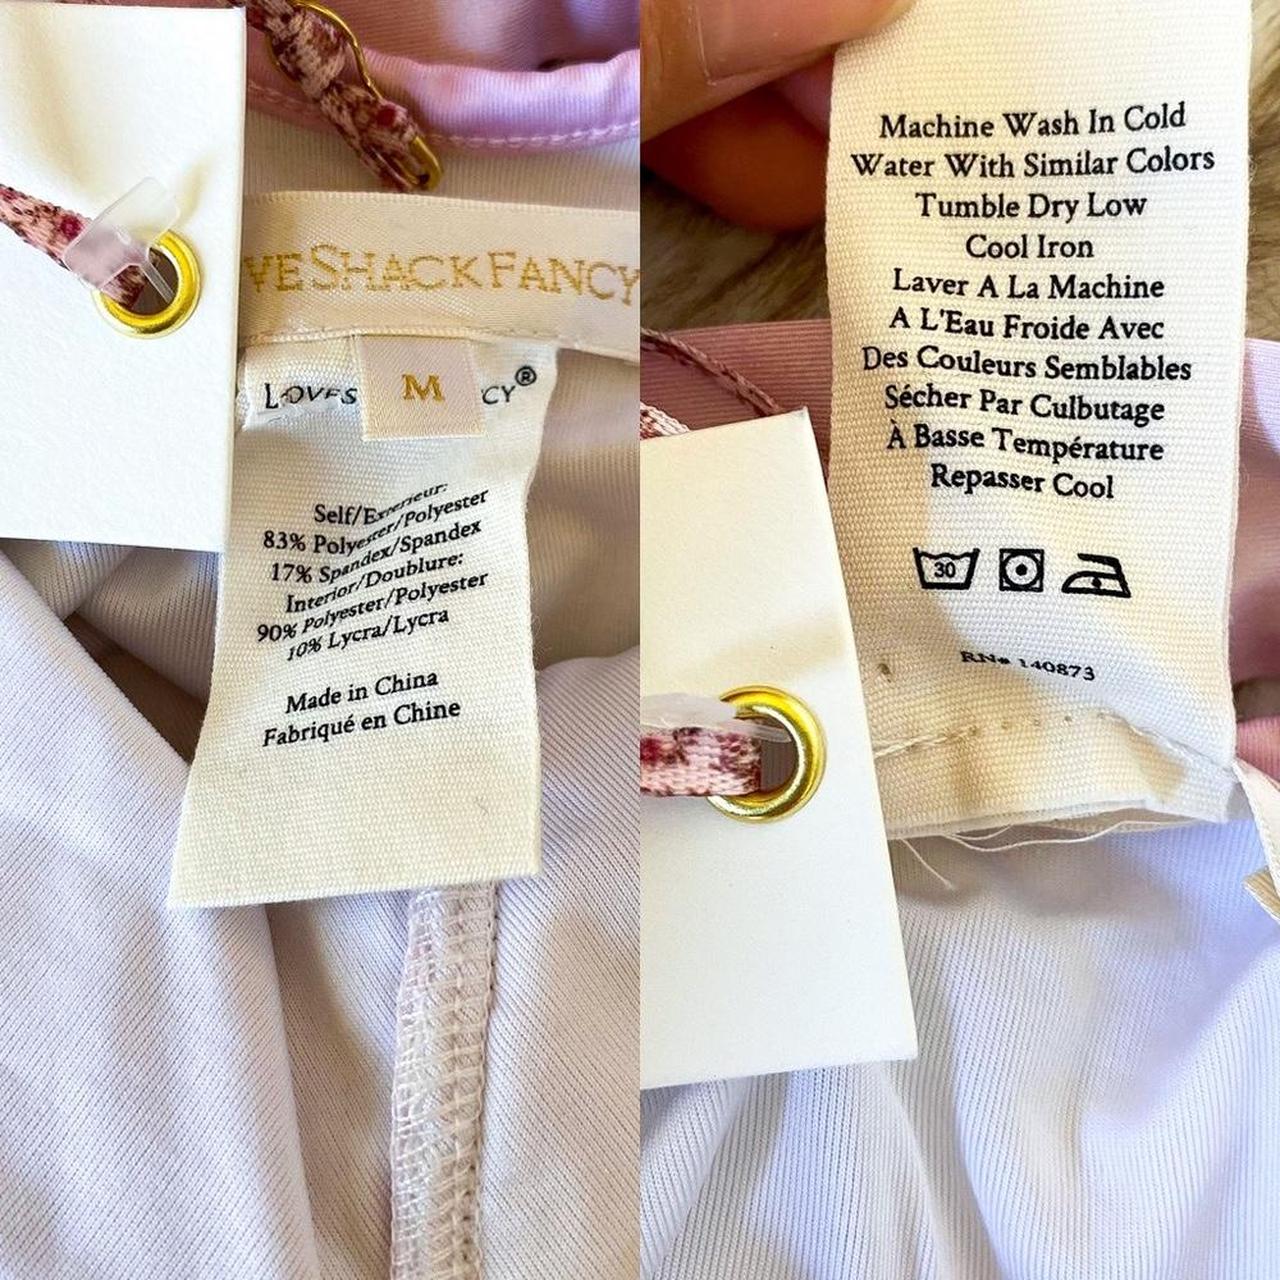 VESHACKFANCY
M
LOVES CY®
Self/Exterieur:
83% Polyester/Polyester
17% Spandex/Spandex
Interior/Doublure:
90% Polyester/Polyester
10% Lycra/Lycra
Made in China
Fabriqué en Chine
Machine Wash In Cold
Water With Similar Colors
Tumble Dry Low
Cool Iron
Laver A La Machine
A L'Eau Froide Avec
Des Couleurs Semblables
Sécher Par Culbutage
À Basse Température
Repasser Cool
30
RN# 140873